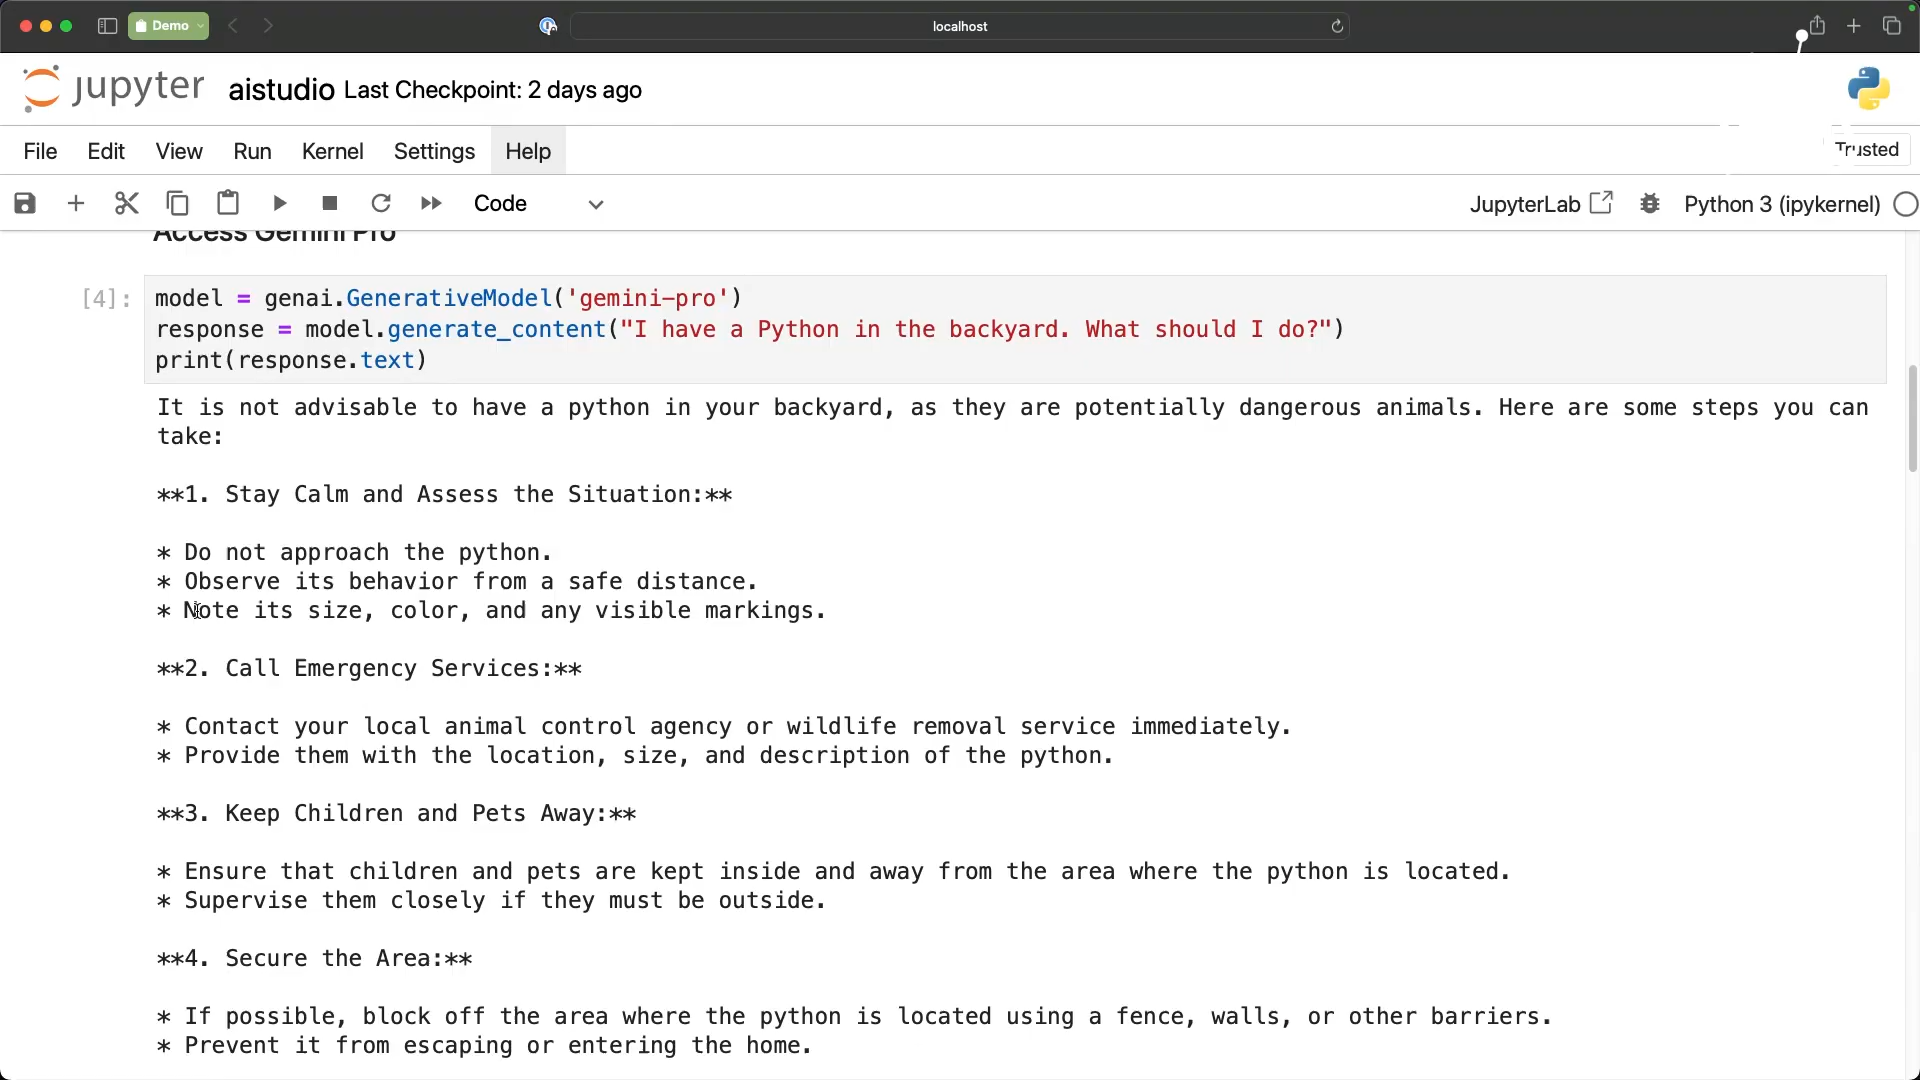 Demo
localhost
jupyter aistudio Last Checkpoint: 2 days ago
File Edit View Run Kernel Settings Help
Trusted
Code
JupyterLab Python 3 (ipykernel)
Access Gemini Pro
[4]:
model = genai.GenerativeModel('gemini-pro')
response = model.generate_content("I have a Python in the backyard. What should I do?")
print(response.text)
It is not advisable to have a python in your backyard, as they are potentially dangerous animals. Here are some steps you can
take:
**1. Stay Calm and Assess the Situation:**
* Do not approach the python.
* Observe its behavior from a safe distance.
* Note its size, color, and any visible markings.
**2. Call Emergency Services:**
* Contact your local animal control agency or wildlife removal service immediately.
* Provide them with the location, size, and description of the python.
**3. Keep Children and Pets Away:**
* Ensure that children and pets are kept inside and away from the area where the python is located.
* Supervise them closely if they must be outside.
**4. Secure the Area:**
* If possible, block off the area where the python is located using a fence, walls, or other barriers.
* Prevent it from escaping or entering the home.